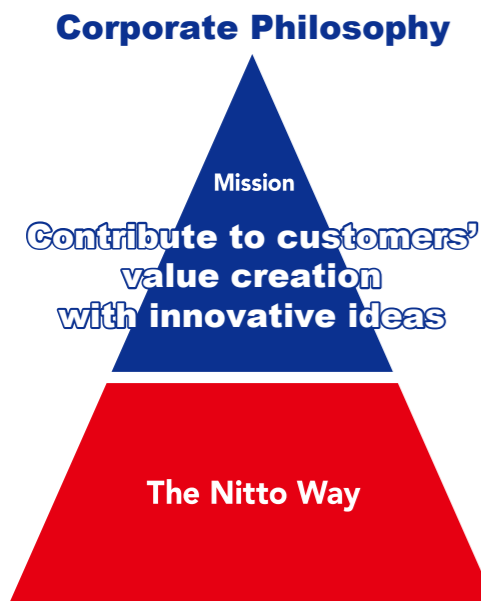 Corporate Philosophy
Mission
Contribute to customers’
value creation
with innovative ideas
The Nitto Way